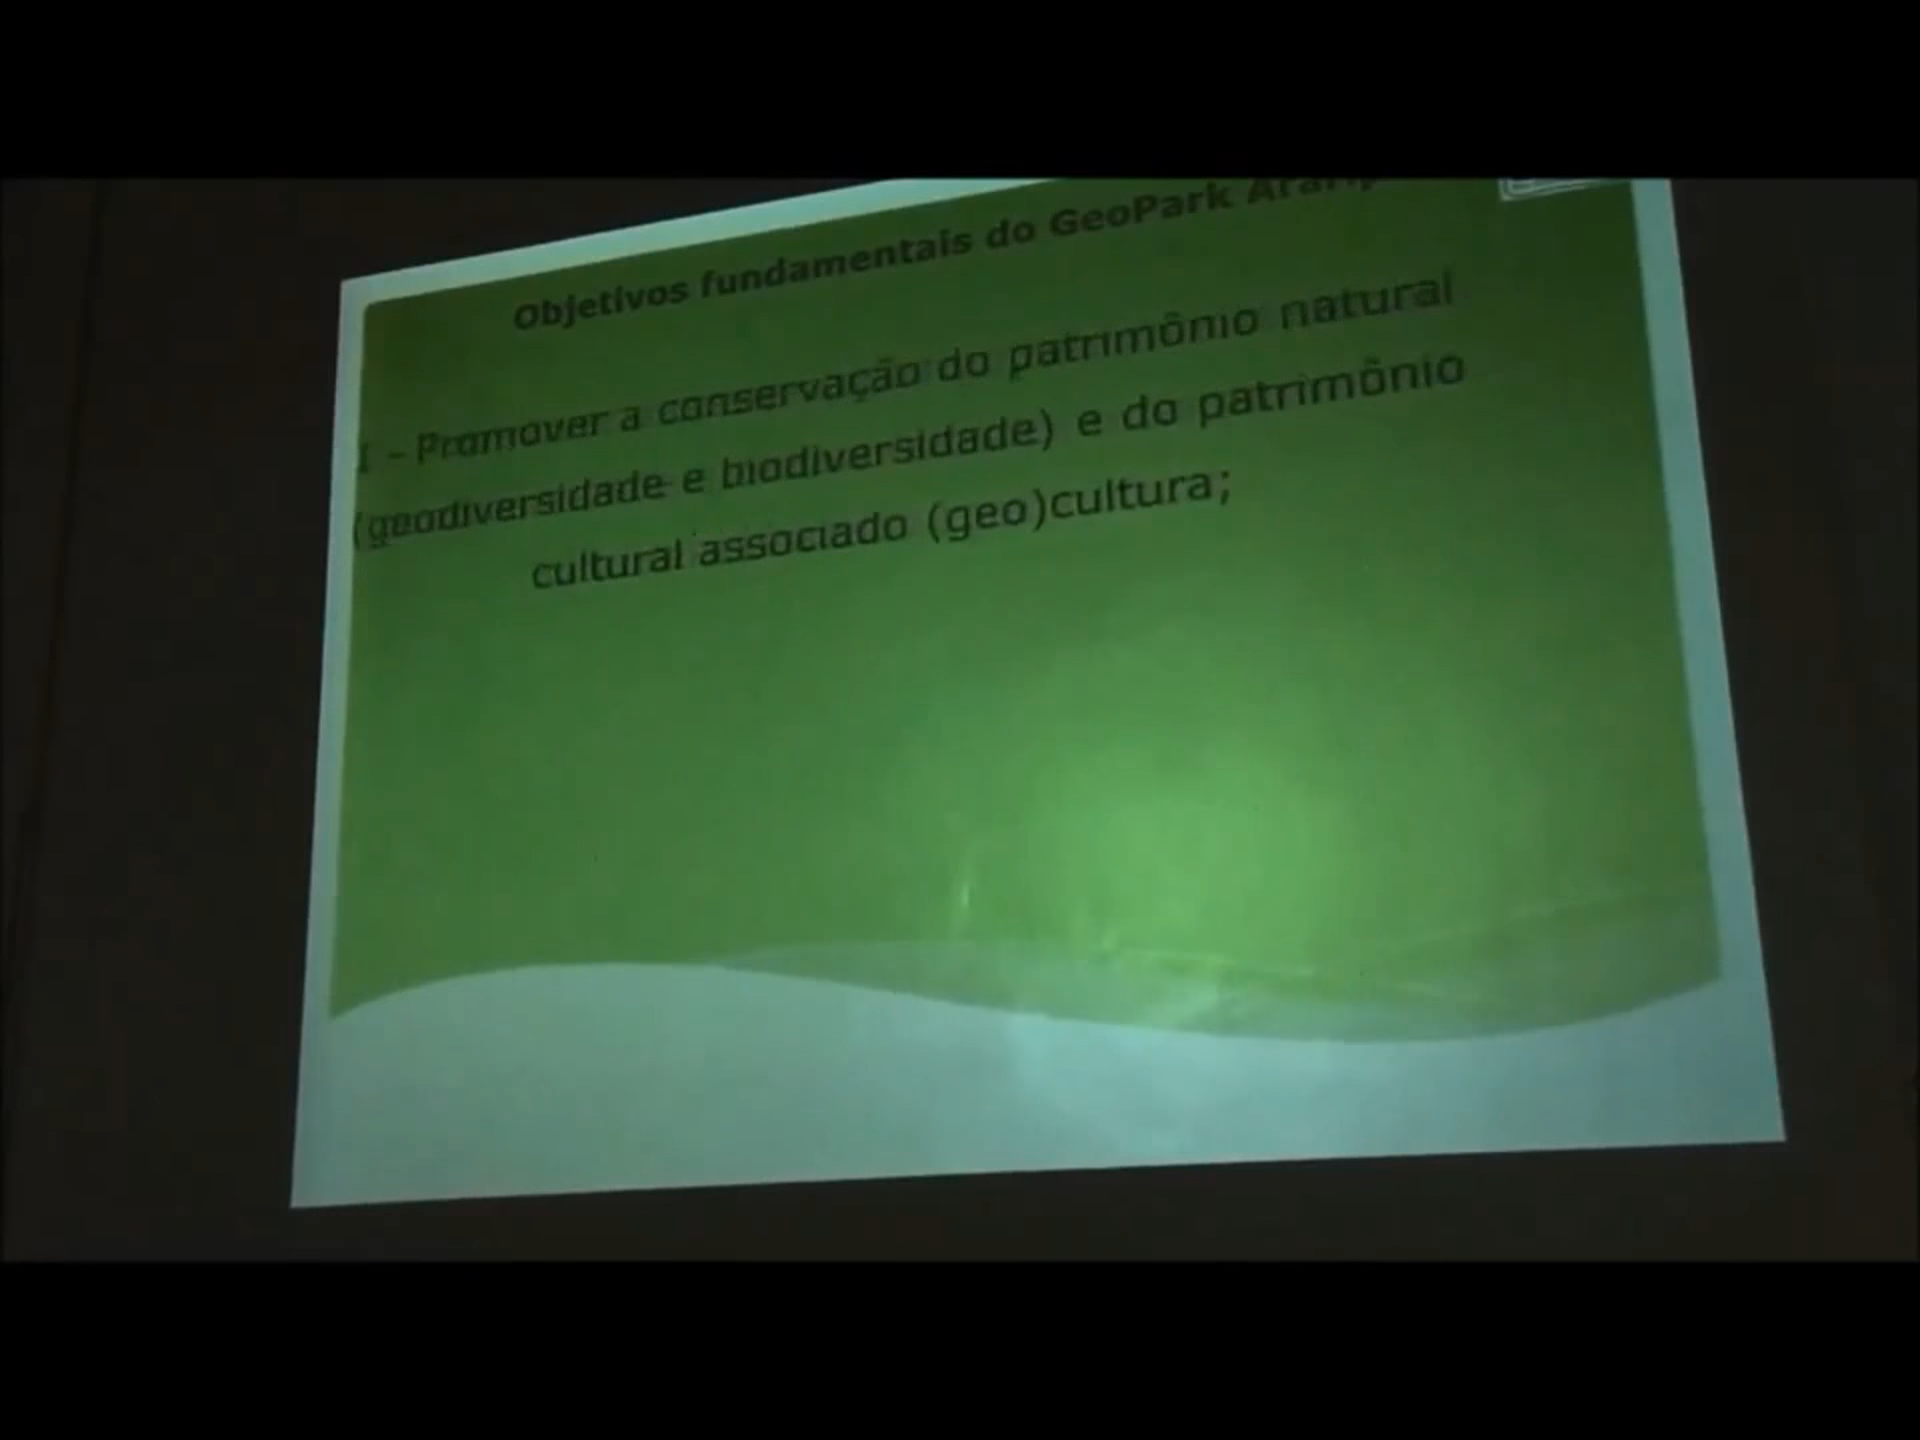 Objetivos fundamentais do GeoPark
I - Promover a conservação do patrimônio natural
(geodiversidade e biodiversidade) e do patrimônio
cultural associado (geo)cultura;